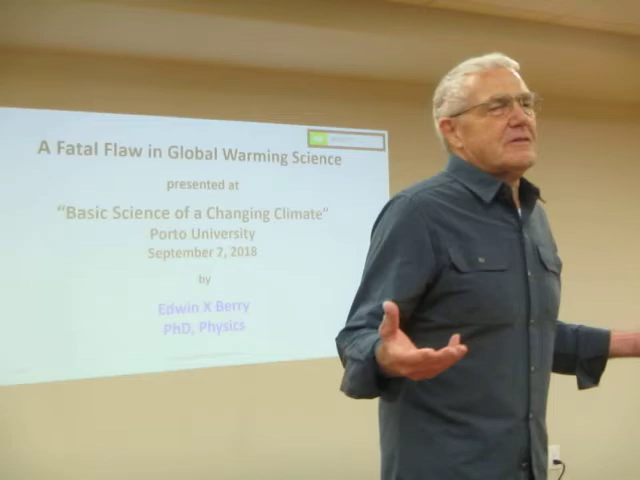 A Fatal Flaw in Global Warming Science
presented at
“Basic Science of a Changing Climate”
Porto University
September 7, 2018
by
Edwin X Berry
PhD, Physics